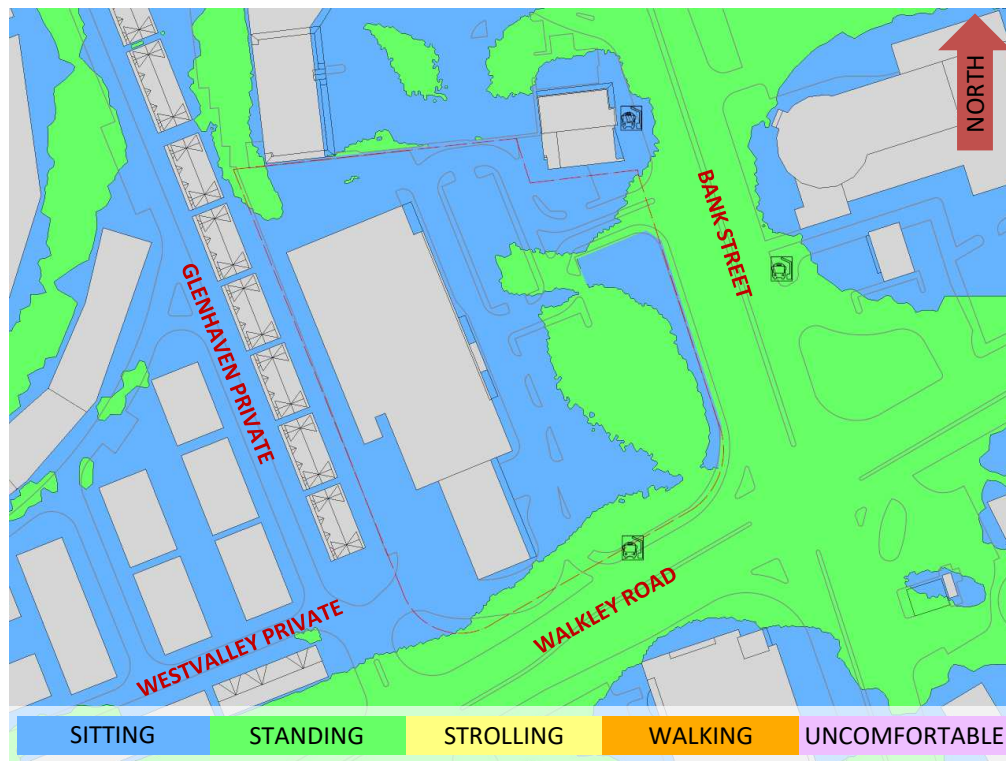 NORTH
BANK STREET
GLENHAVEN PRIVATE
WALKLEY ROAD
WESTVALLEY PRIVATE
SITTING
STANDING
STROLLING
WALKING
UNCOMFORTABLE